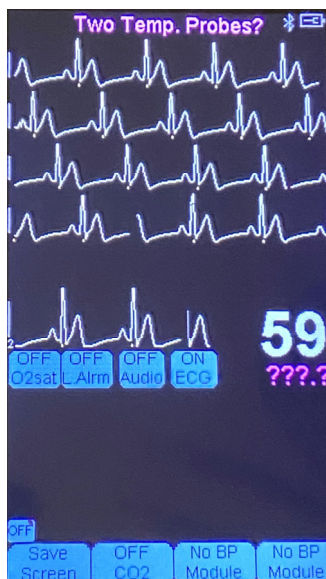 Two Temp. Probes?
2
59
OFF OFF OFF ON
O2sat L.Alrm Audio ECG
???.?
OFF
Save OFF No BP No BP
Screen CO2 Module Module